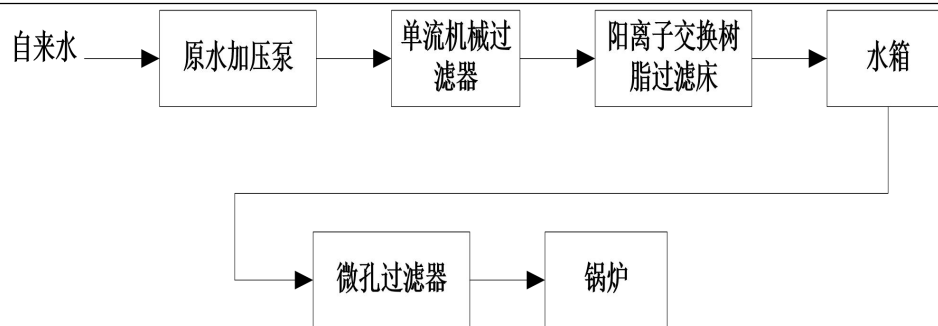 自来水
原水加压泵
单流机械过
滤器
阳离子交换树
脂过滤床
水箱
微孔过滤器
锅炉